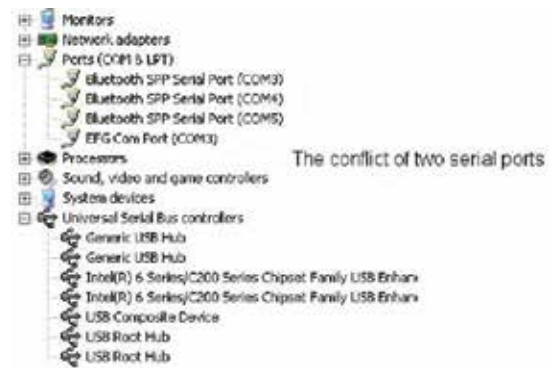 Monitors
Network adapters
Ports (COM & LPT)
Bluetooth SPP Serial Port (COM3)
Bluetooth SPP Serial Port (COM4)
Bluetooth SPP Serial Port (COM5)
EFG Com Port (COM3)
Processors
The conflict of two serial ports
Sound, video and game controllers
System devices
Universal Serial Bus controllers
Generic USB Hub
Generic USB Hub
Intel(R) 6 Series/C200 Series Chipset Family USB Enhanc
Intel(R) 6 Series/C200 Series Chipset Family USB Enhanc
USB Composite Device
USB Root Hub
USB Root Hub